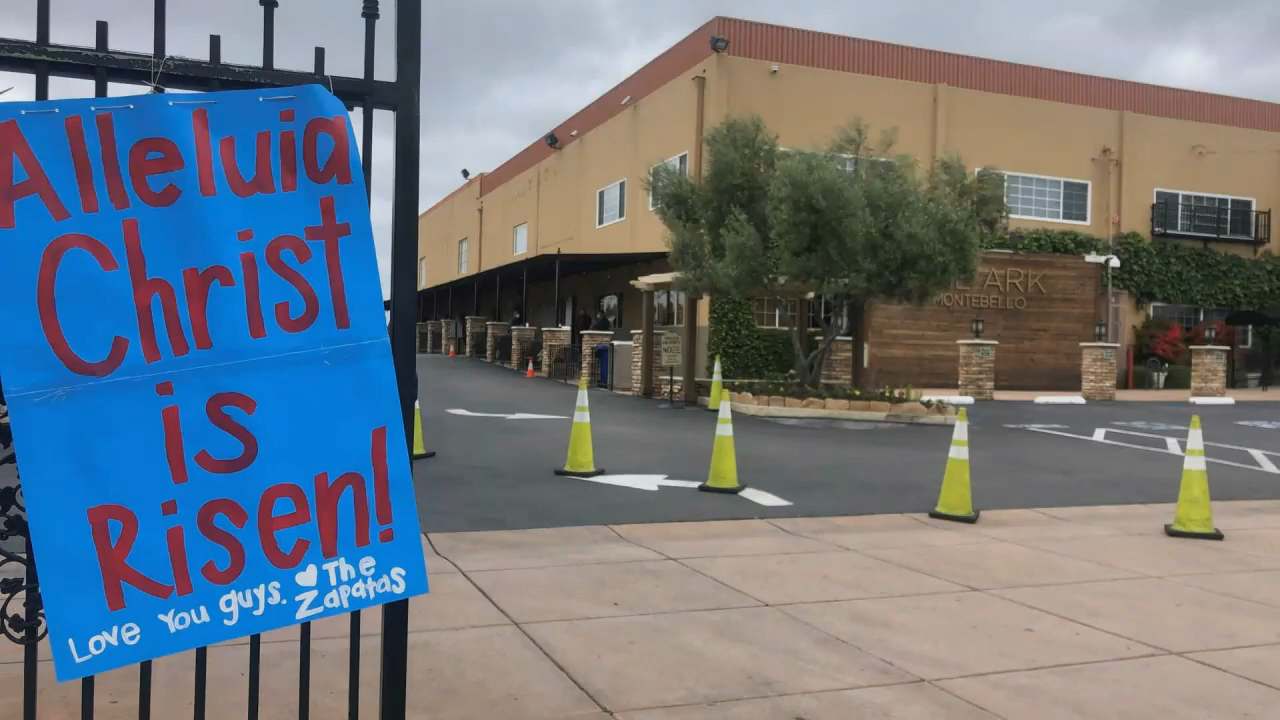 Alleluia
Christ
is
Risen!
Love You guys. The
Zapatas
ARK
MONTEBELLO